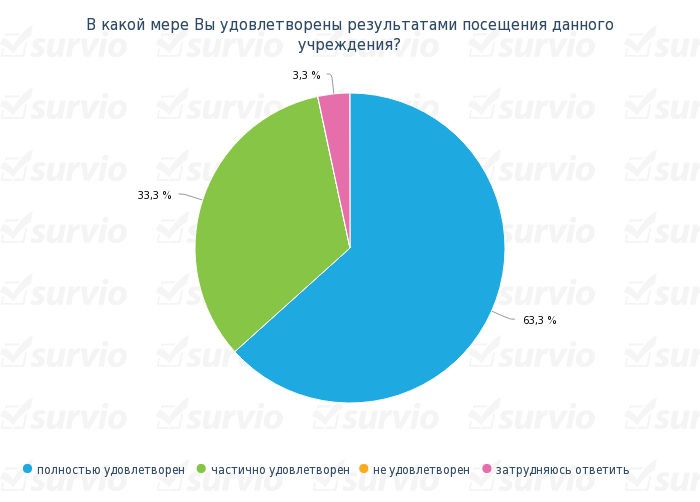 В какой мере Вы удовлетворены результатами посещения данного
учреждения?
3,3 %
33,3 %
63,3 %
полностью удовлетворен частично удовлетворен не удовлетворен затрудняюсь ответить
survio